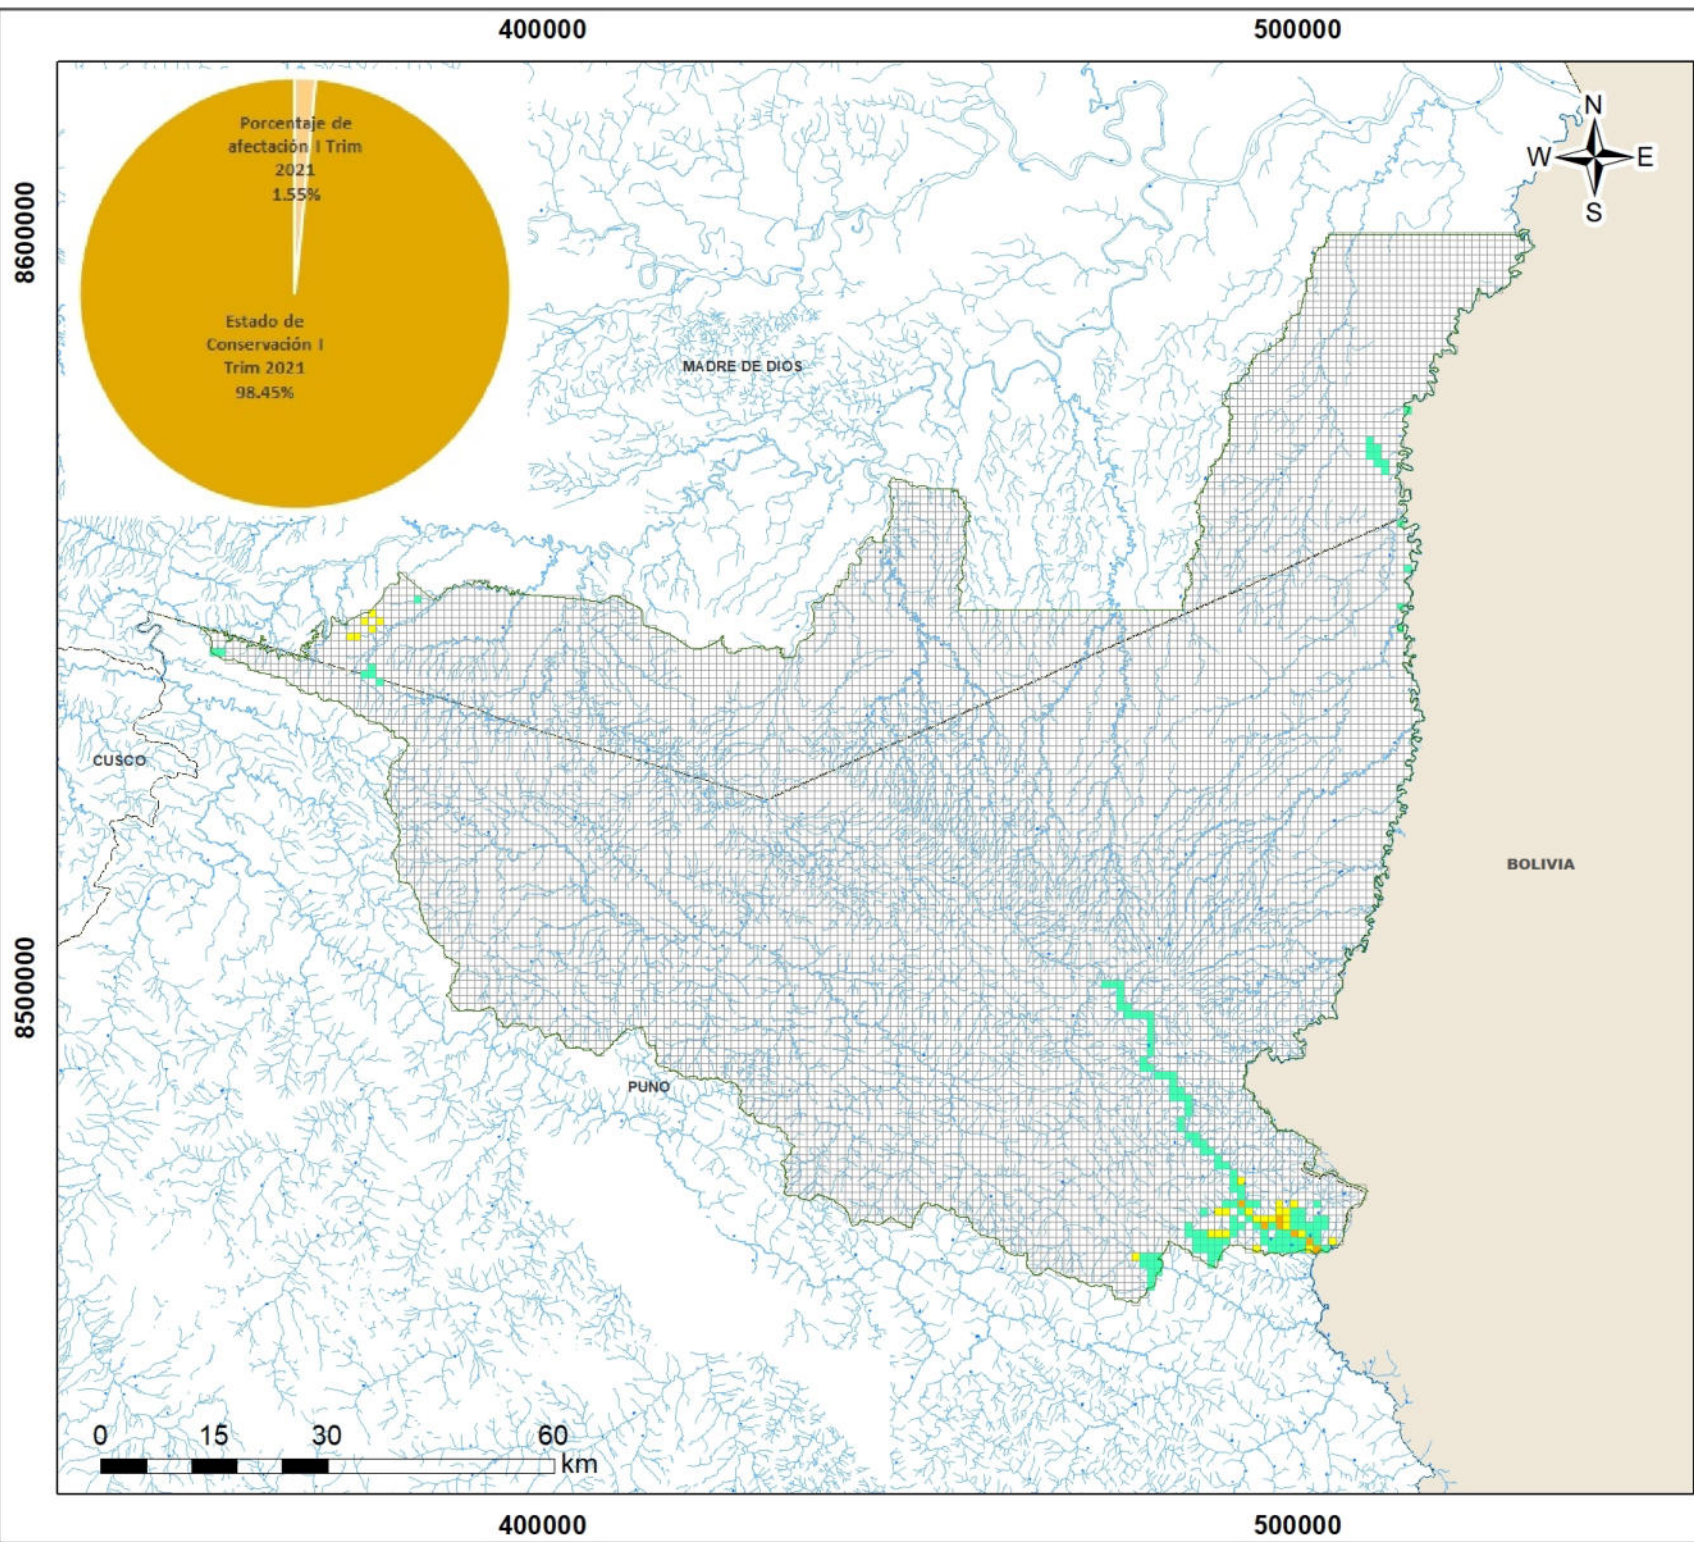 400000
500000
N
W
E
S
8600000
Porcentaje de
afectación I Trim
2021
1.55%
Estado de
Conservación I
Trim 2021
98.45%
MADRE DE DIOS
CUSCO
BOLIVIA
8500000
PUNO
0
15
30
60
km
400000
500000